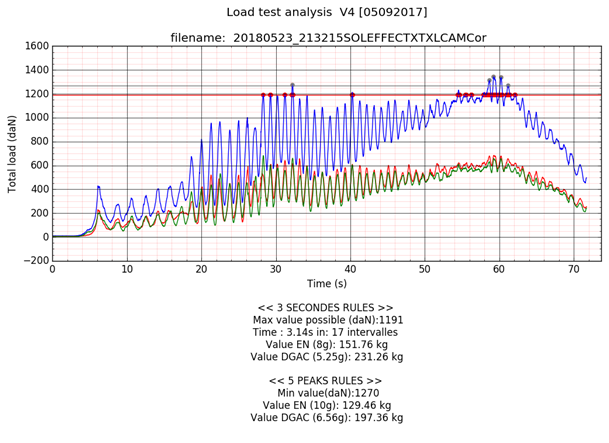 Load test analysis  V4 [05092017]
filename:  20180523_213215SOLEFFECTXTXLCAMCor
1600
1400
1200
1000
800
600
400
200
0
−200
Total load (daN)
0 10 20 30 40 50 60 70
Time (s)
<< 3 SECONDES RULES >>
Max value possible (daN):1191
Time : 3.14s in: 17 intervalles
Value EN (8g): 151.76 kg
Value DGAC (5.25g): 231.26 kg
<< 5 PEAKS RULES >>
Min value(daN):1270
Value EN (10g): 129.46 kg
Value DGAC (6.56g): 197.36 kg